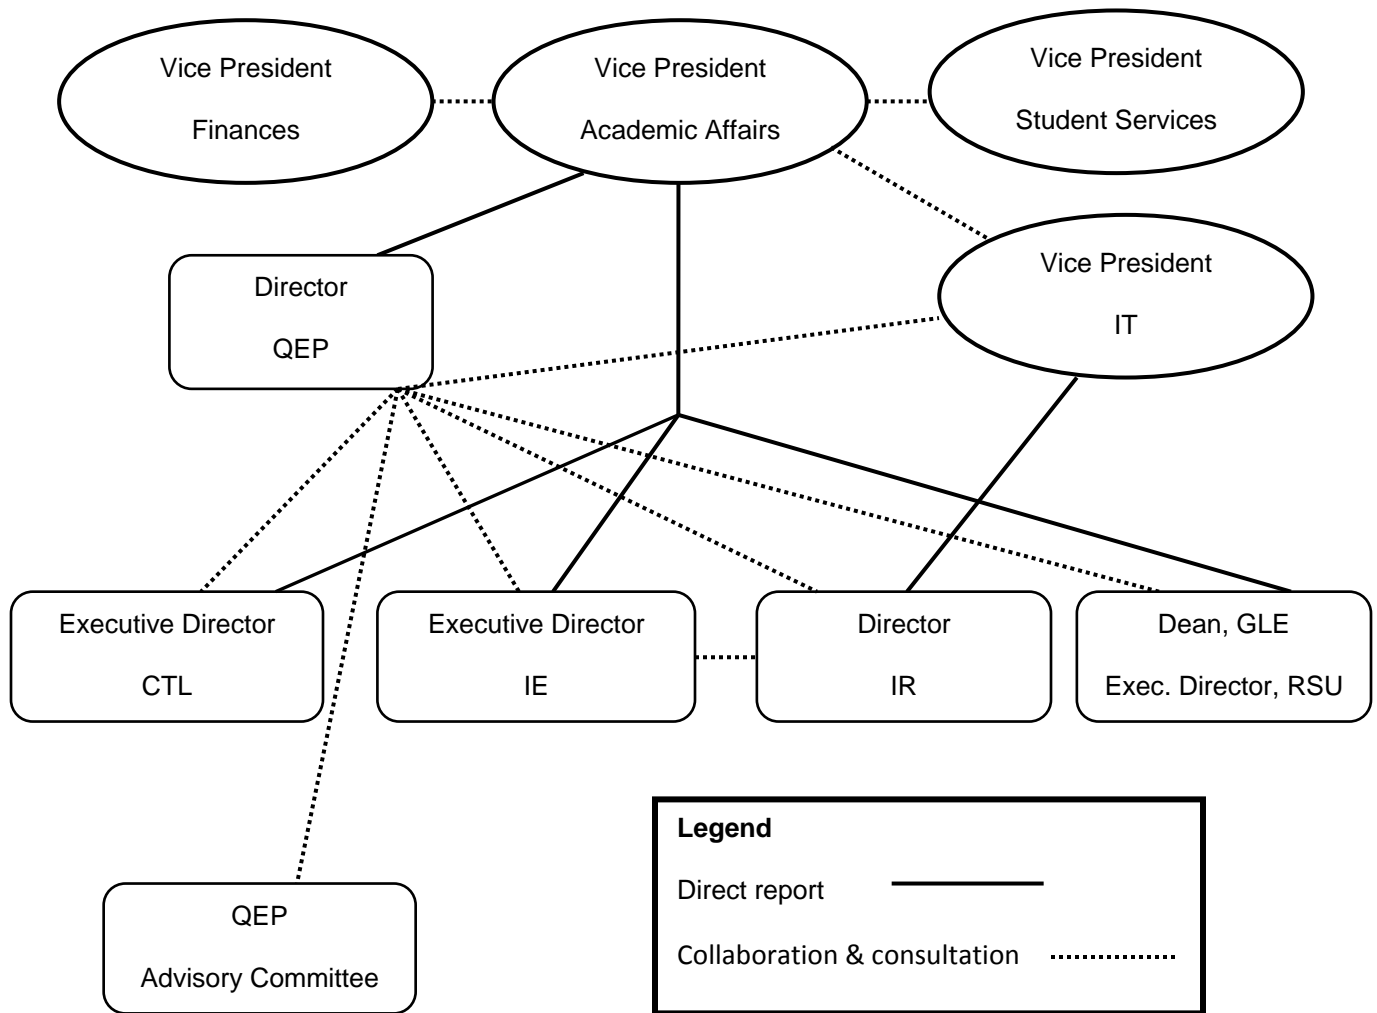 Vice President
Finances
Vice President
Academic Affairs
Vice President
Student Services
Vice President
IT
Director
QEP
Executive Director
CTL
Executive Director
IE
Director
IR
Dean, GLE
Exec. Director, RSU
QEP
Advisory Committee
Legend
Direct report
Collaboration & consultation